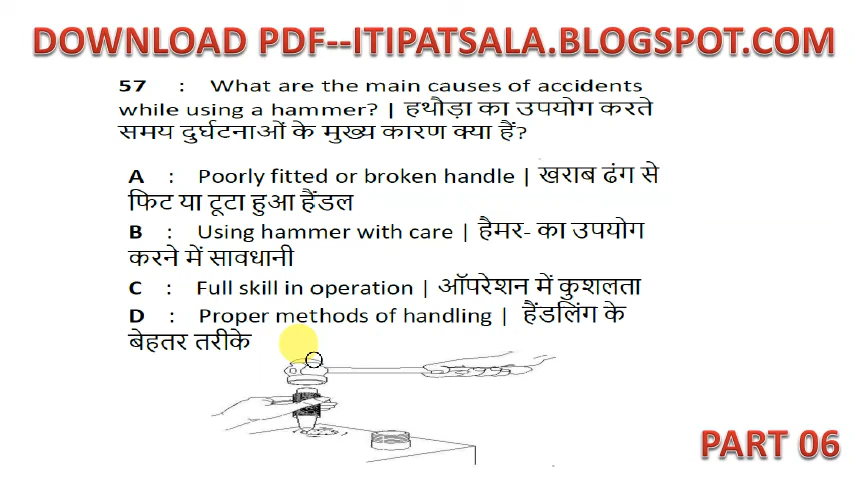 DOWNLOAD PDF--ITIPATSALA.BLOGSPOT.COM
57 : What are the main causes of accidents
while using a hammer? | हथौड़ा का उपयोग करते
समय दुर्घटनाओं के मुख्य कारण क्या हैं?
A : Poorly fitted or broken handle | खराब ढंग से
फिट या टूटा हुआ हैंडल
B : Using hammer with care | हैमर- का उपयोग
करने में सावधानी
C : Full skill in operation | ऑपरेशन में कुशलता
D : Proper methods of handling | हैंडलिंग के
बेहतर तरीके
PART 06